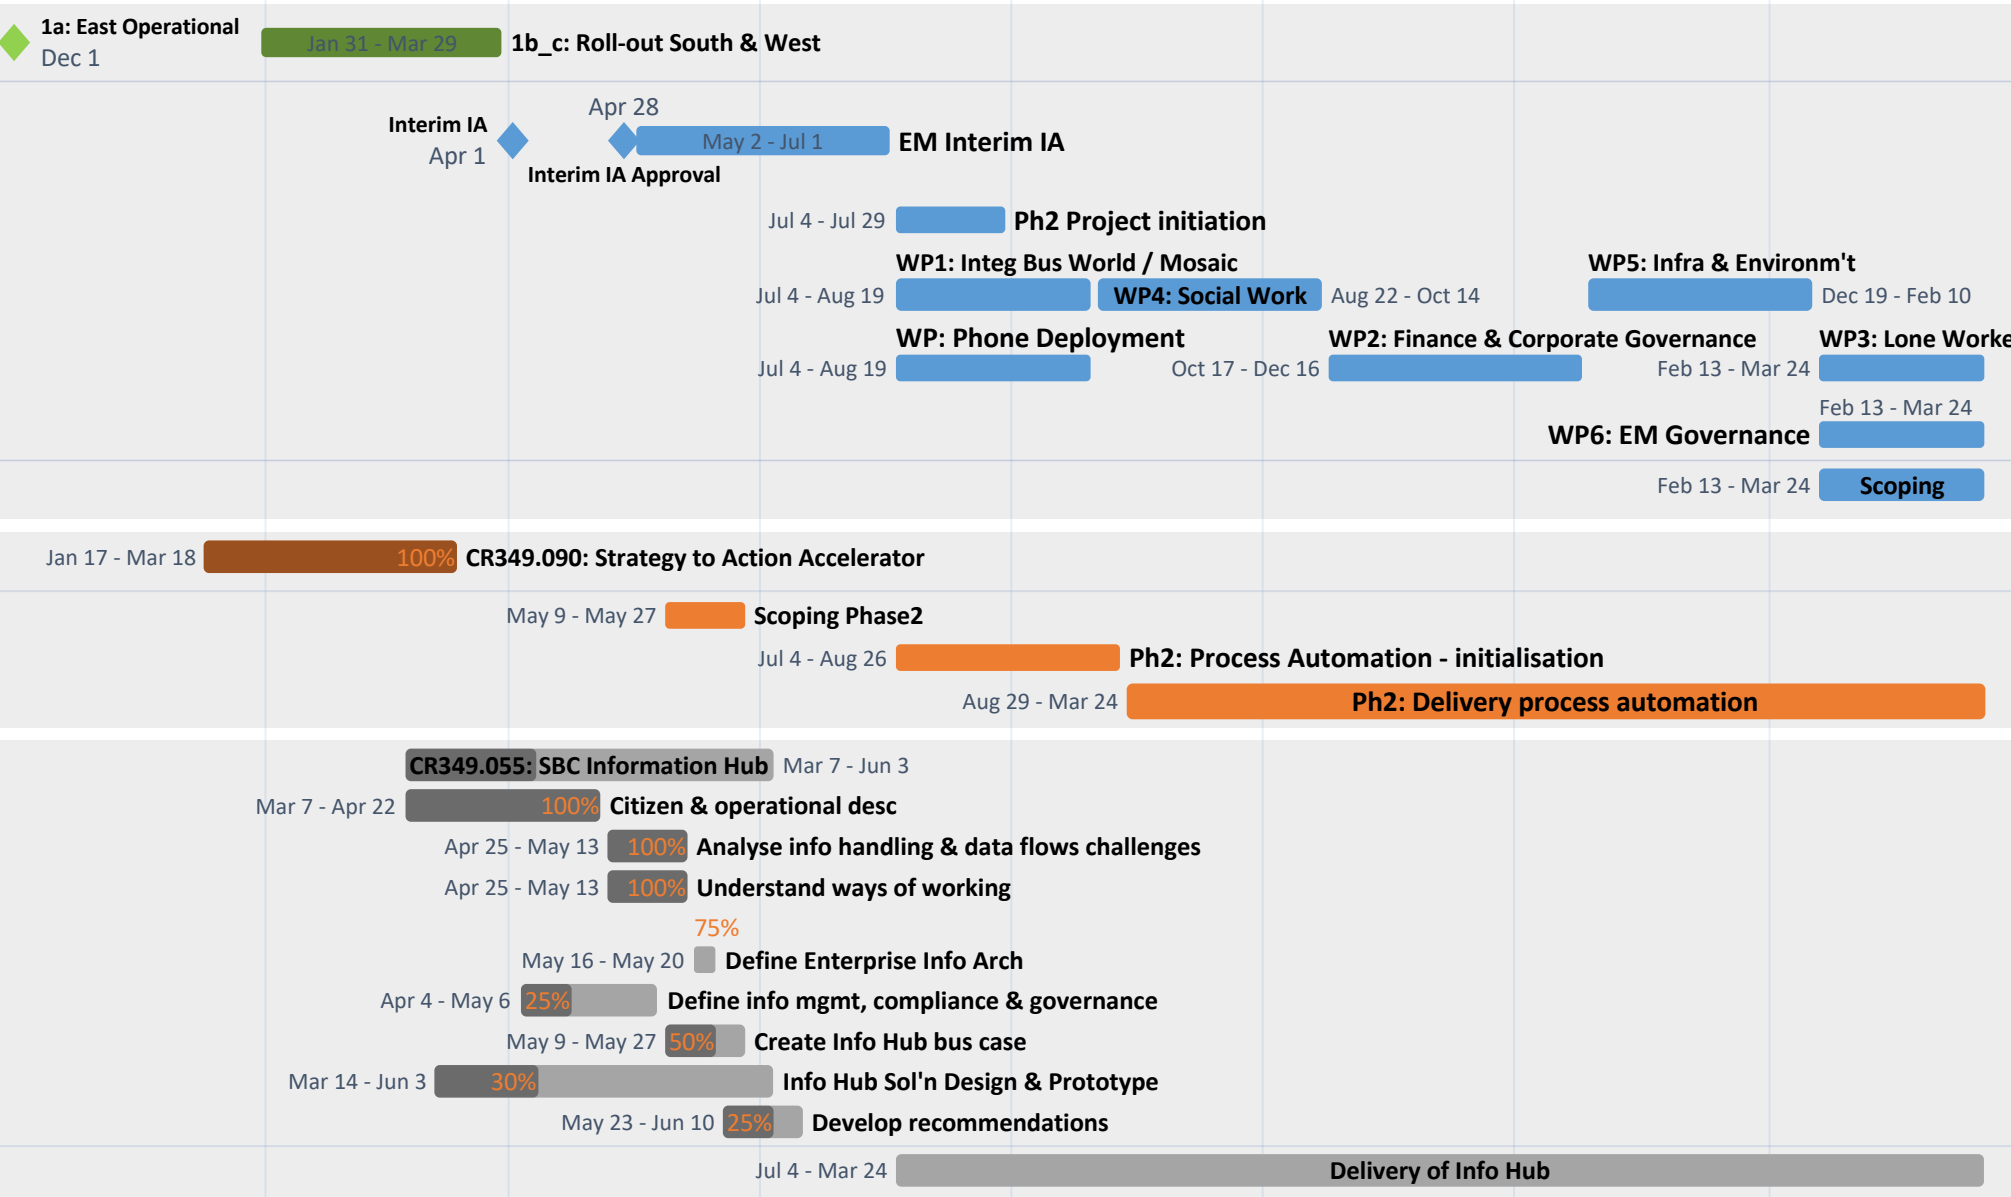 1a: East Operational
Dec 1
Jan 31 - Mar 29
1b_c: Roll-out South & West
Apr 28
Interim IA
Apr 1
May 2 - Jul 1
EM Interim IA
Interim IA Approval
Jul 4 - Jul 29
Ph2 Project initiation
WP1: Integ Bus World / Mosaic
WP5: Infra & Environm't
Jul 4 - Aug 19
WP4: Social Work
Aug 22 - Oct 14
Dec 19 - Feb 10
WP: Phone Deployment
WP2: Finance & Corporate Governance
WP3: Lone Worke
Jul 4 - Aug 19
Oct 17 - Dec 16
Feb 13 - Mar 24
Feb 13 - Mar 24
WP6: EM Governance
Feb 13 - Mar 24
Scoping
Jan 17 - Mar 18
100%
CR349.090: Strategy to Action Accelerator
May 9 - May 27
Scoping Phase2
Jul 4 - Aug 26
Ph2: Process Automation - initialisation
Aug 29 - Mar 24
Ph2: Delivery process automation
CR349.055: SBC Information Hub
Mar 7 - Jun 3
Mar 7 - Apr 22
100%
Citizen & operational desc
Apr 25 - May 13
100%
Analyse info handling & data flows challenges
Apr 25 - May 13
100%
Understand ways of working
75%
May 16 - May 20
Define Enterprise Info Arch
Apr 4 - May 6
25%
Define info mgmt, compliance & governance
May 9 - May 27
50%
Create Info Hub bus case
Mar 14 - Jun 3
30%
Info Hub Sol'n Design & Prototype
May 23 - Jun 10
25%
Develop recommendations
Jul 4 - Mar 24
Delivery of Info Hub